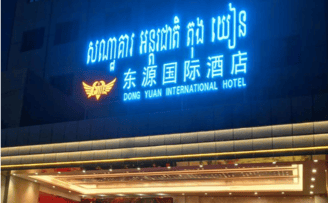 សណ្ឋាគារ អន្តរជាតិ តុង យៀន
东源国际酒店
DONG YUAN INTERNATIONAL HOTEL